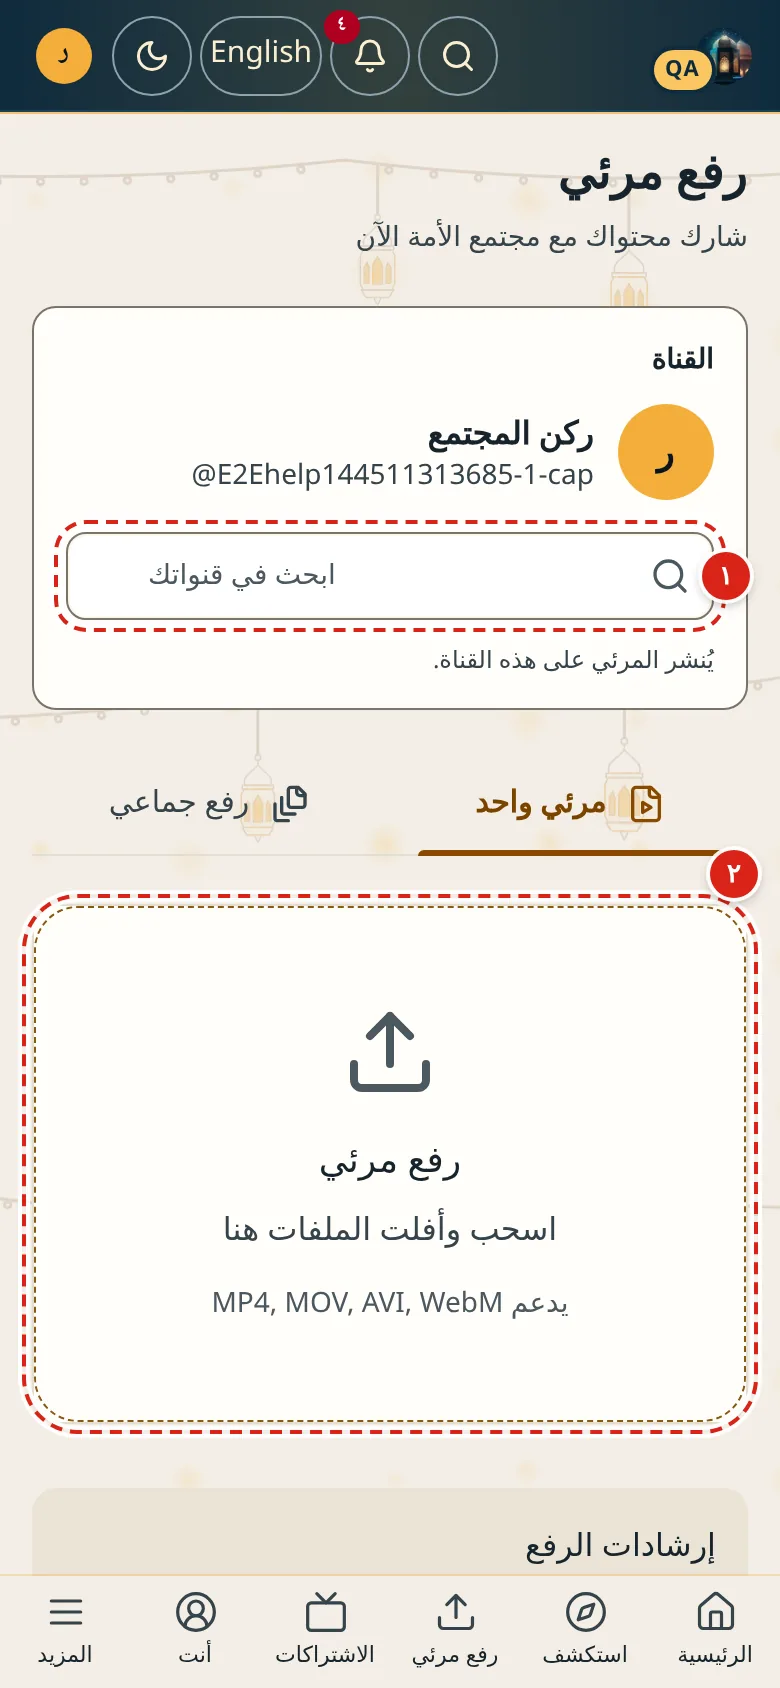 QA
٤
English
ر
رفع مرئي
شارك محتواك مع مجتمع الأمة الآن
القناة
ر
ركن المجتمع
@E2Ehelp144511313685-1-cap
ابحث في قنواتك
١
يُنشر المرئي على هذه القناة.
مرئي واحد
رفع جماعي
٢
رفع مرئي
اسحب وأفلت الملفات هنا
يدعم MP4, MOV, AVI, WebM
إرشادات الرفع
الرئيسية
استكشف
رفع مرئي
الاشتراكات
أنت
المزيد